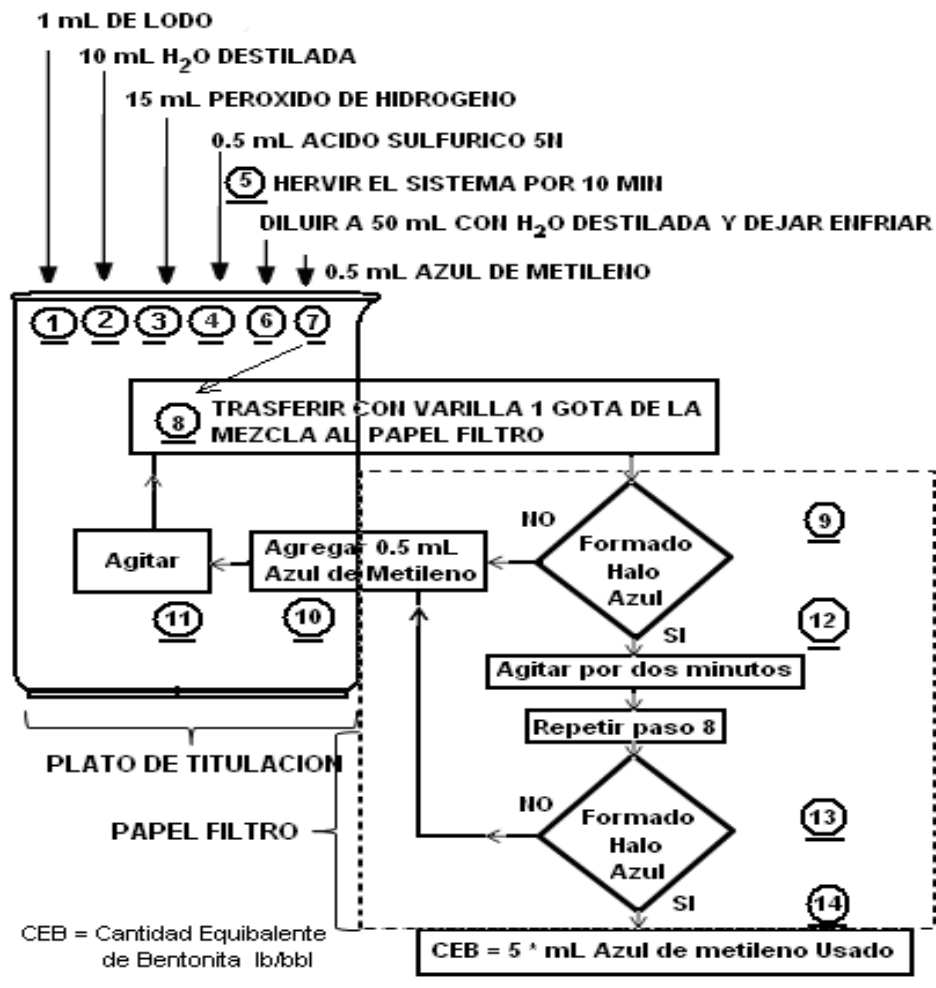 1 mL DE LODO
10 mL H₂O DESTILADA
15 mL PEROXIDO DE HIDROGENO
0.5 mL ACIDO SULFURICO 5N
5 HERVIR EL SISTEMA POR 10 MIN
DILUIR A 50 mL CON H₂O DESTILADA Y DEJAR ENFRIAR
0.5 mL AZUL DE METILENO
1 2 3 4 6 7
8 TRASFERIR CON VARILLA 1 GOTA DE LA
MEZCLA AL PAPEL FILTRO
NO
9
Formado
Halo
Azul
Agregar 0.5 mL
Azul de Metileno
Agitar
11
10
12
SI
Agitar por dos minutos
Repetir paso 8
PLATO DE TITULACION
NO
Formado
Halo
Azul
13
PAPEL FILTRO
SI
14
CEB = Cantidad Equibalente
de Bentonita lb/bbl
CEB = 5 * mL Azul de metileno Usado